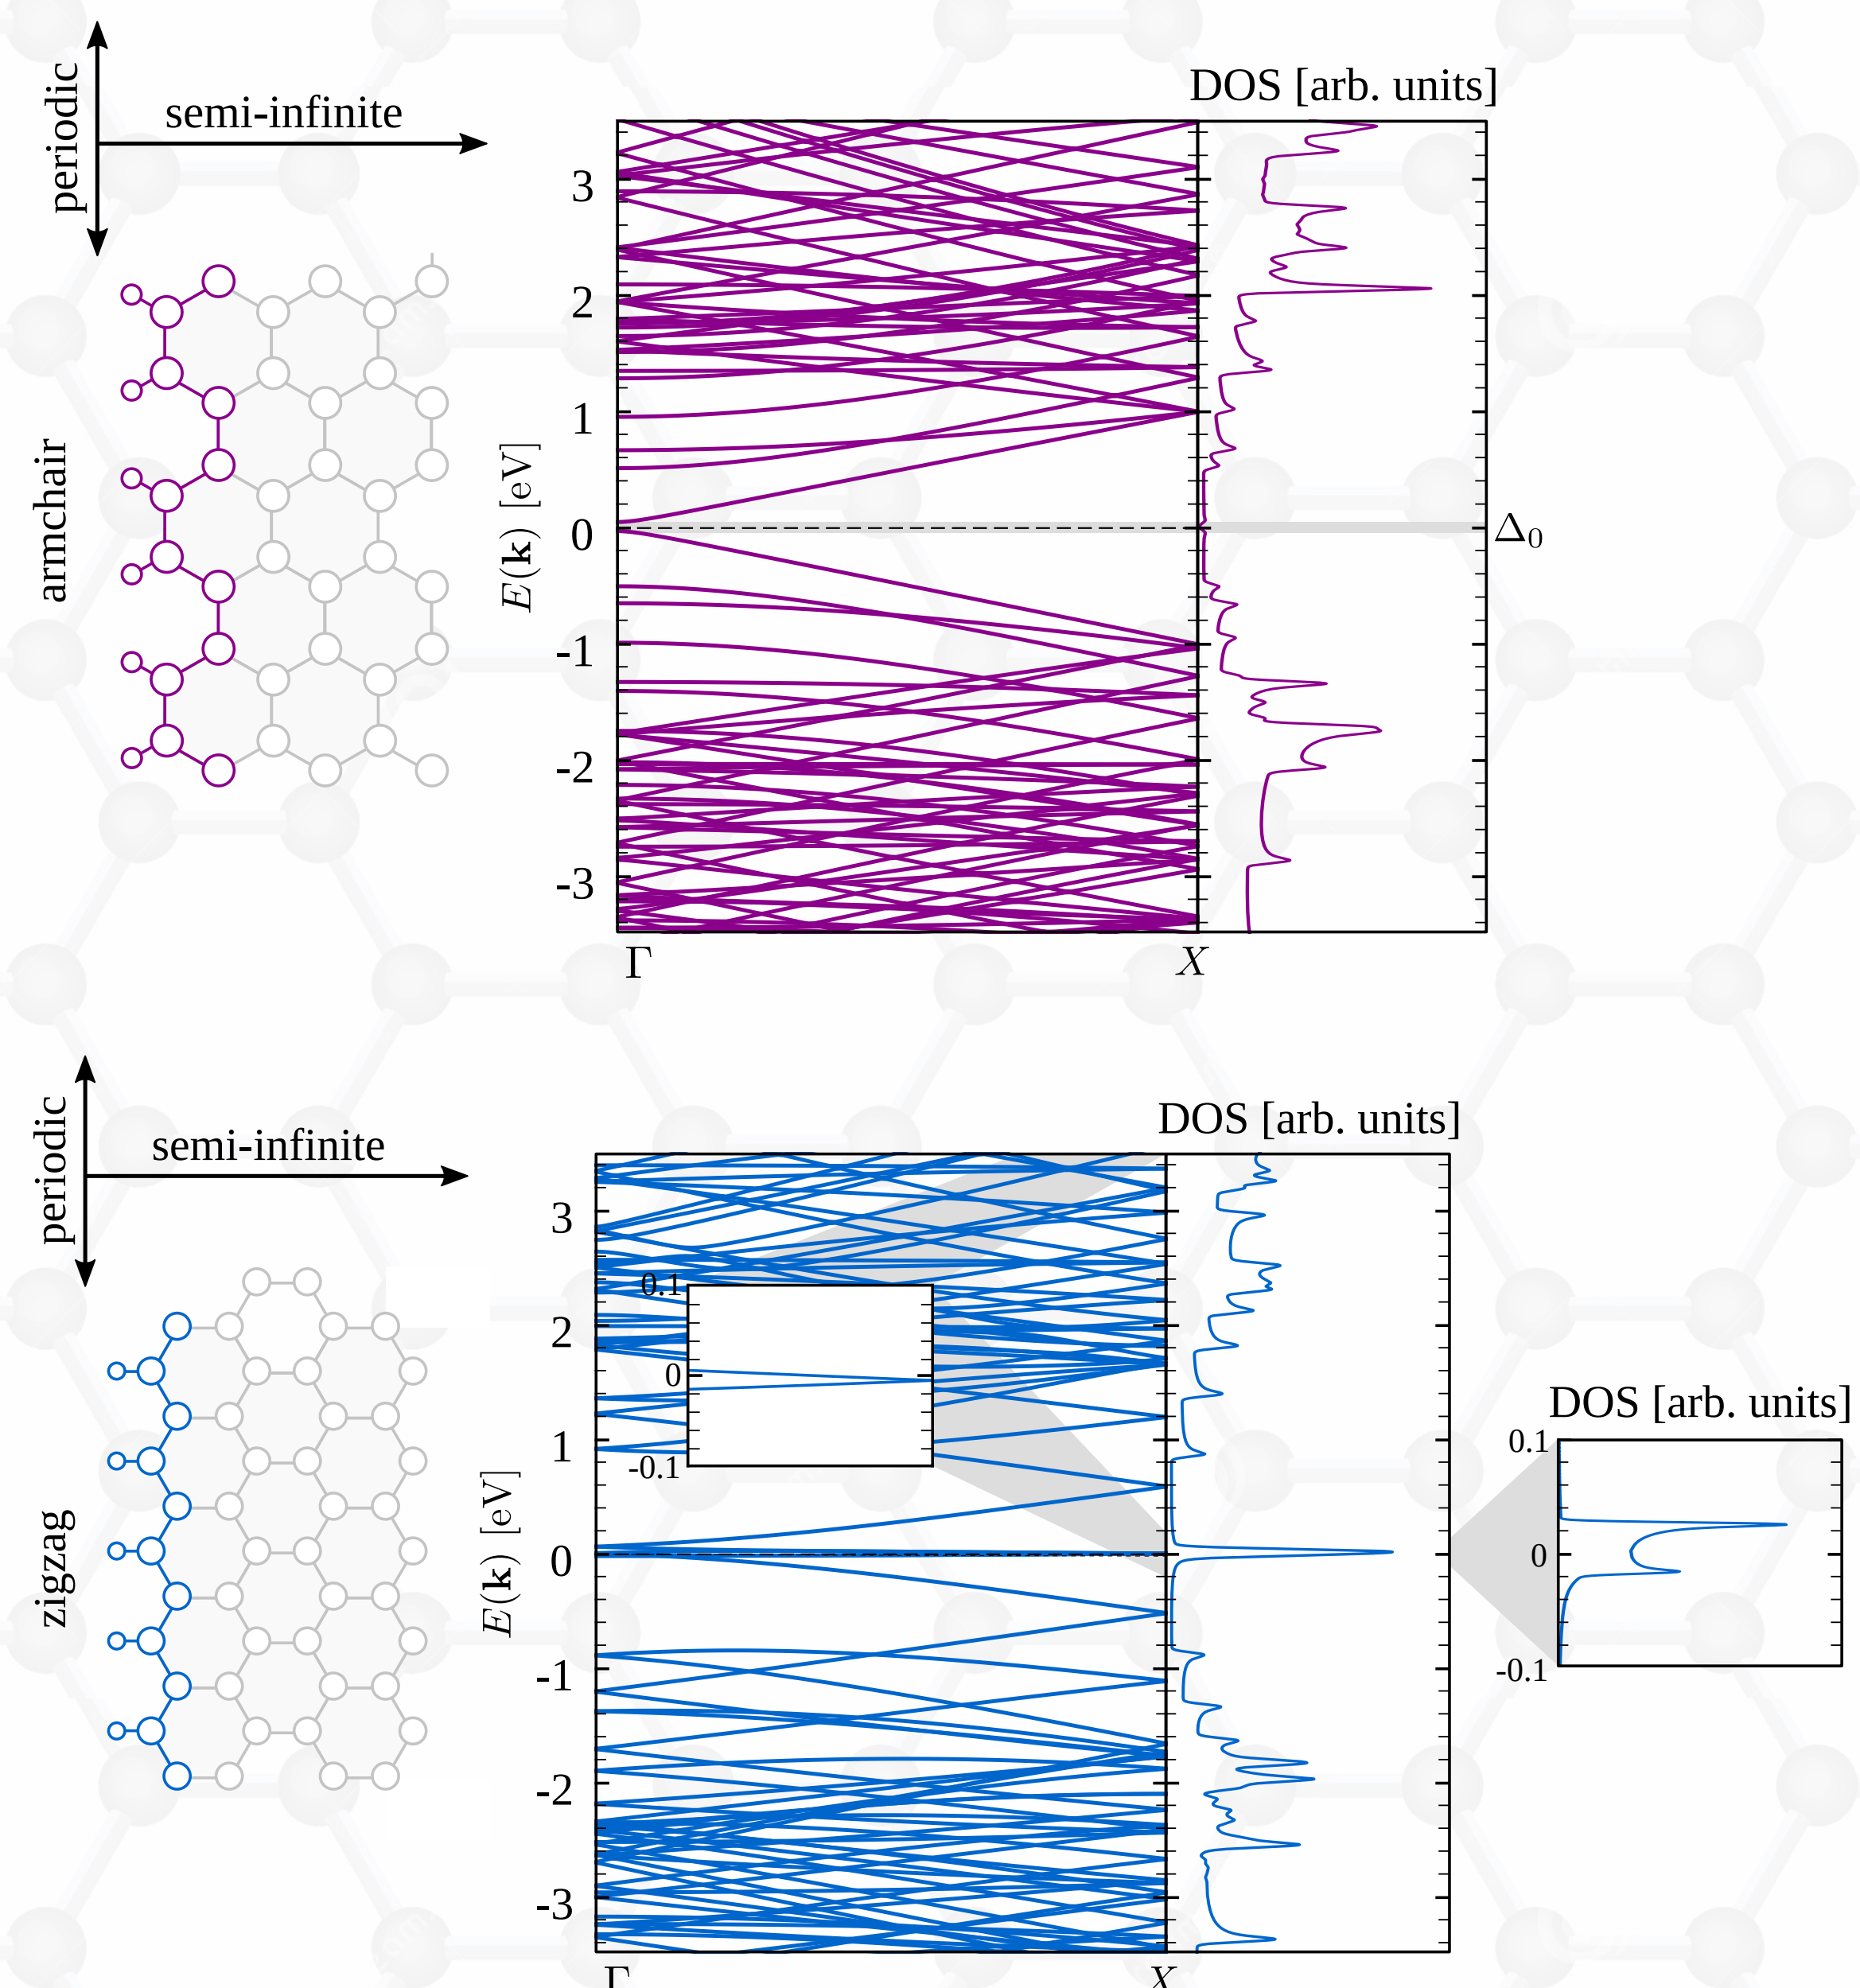 periodic
semi-infinite
armchair
DOS [arb. units]
E(k) [eV]
3
2
1
0
-1
-2
-3
Δ₀
Γ
X
periodic
semi-infinite
zigzag
DOS [arb. units]
E(k) [eV]
3
2
1
0
-1
-2
-3
0.1
0
-0.1
Γ
X
DOS [arb. units]
0.1
0
-0.1